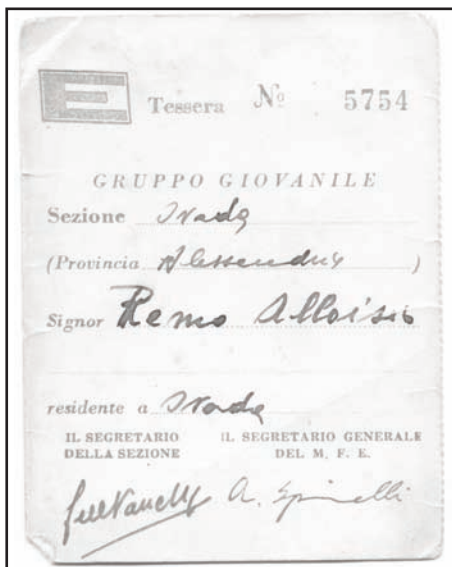 E Tessera Nº 5754
GRUPPO GIOVANILE
Sezione Ovada
(Provincia Alessandria )
Signor Remo Alloisio
residente a Ovada
IL SEGRETARIO IL SEGRETARIO GENERALE
DELLA SEZIONE DEL M. F. E.
A. Spinelli